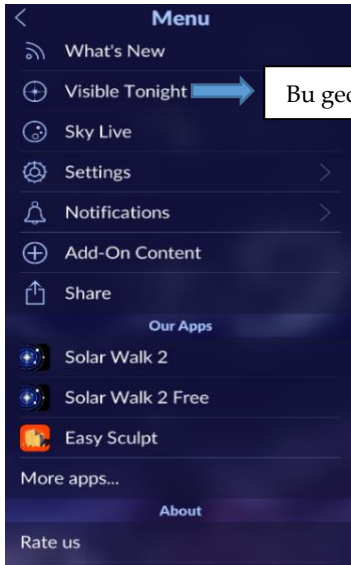 Menu
What's New
Visible Tonight
Bu
Sky Live
Settings
Notifications
Add-On Content
Share
Our Apps
Solar Walk 2
Solar Walk 2 Free
Easy Sculpt
More apps...
About
Rate us